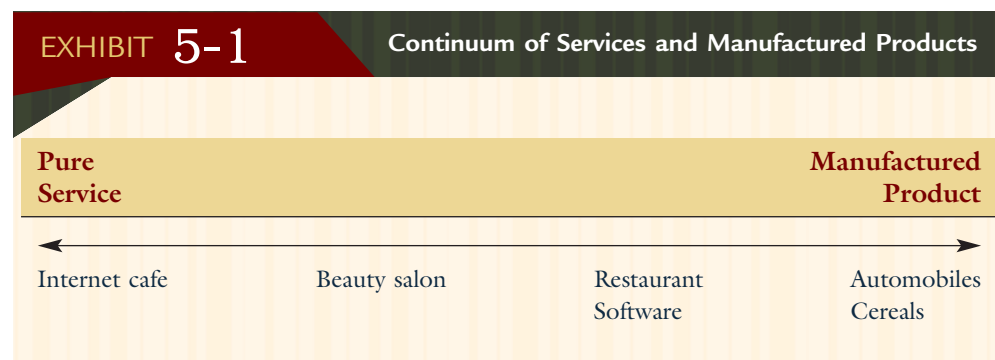 EXHIBIT 5-1
Continuum of Services and Manufactured Products
Pure
Service
Manufactured
Product
Internet cafe
Beauty salon
Restaurant
Software
Automobiles
Cereals